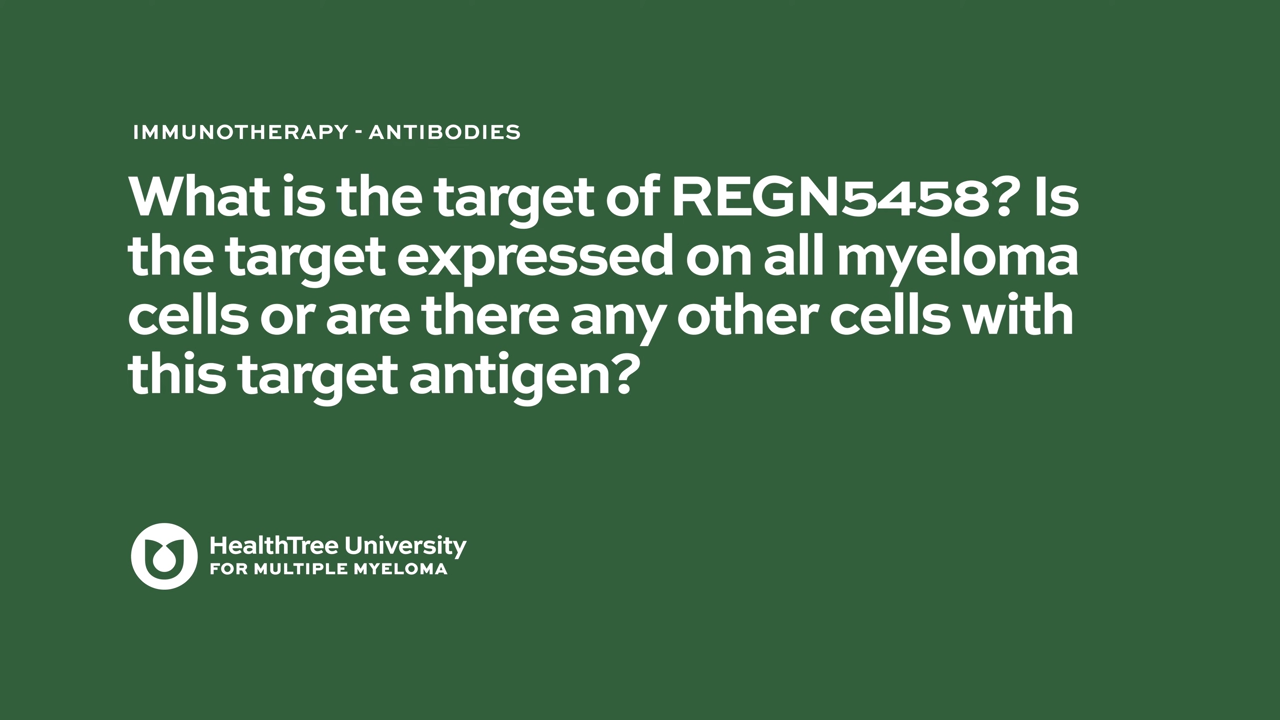 IMMUNOTHERAPY - ANTIBODIES
What is the target of REGN5458? Is
the target expressed on all myeloma
cells or are there any other cells with
this target antigen?
HealthTree University
FOR MULTIPLE MYELOMA